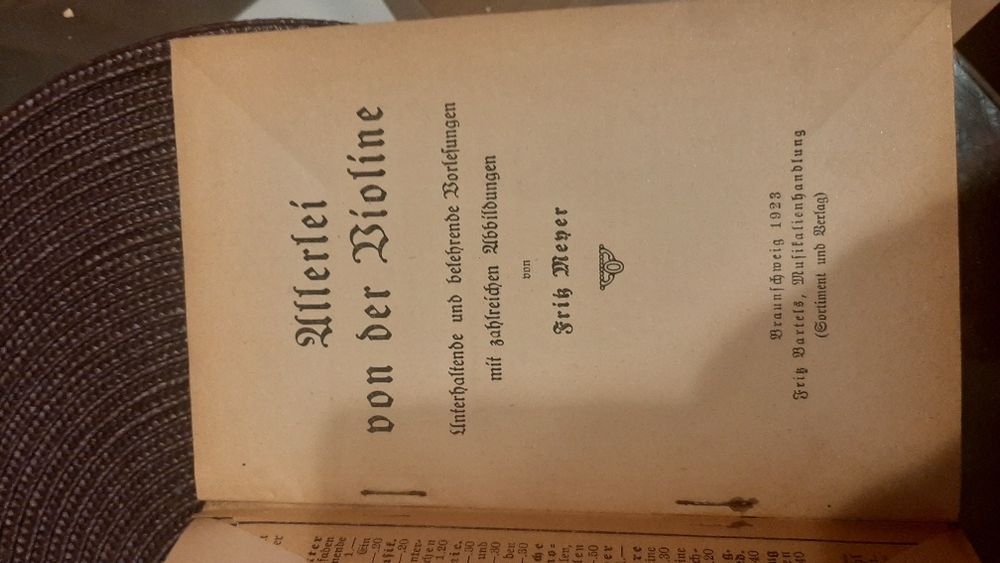 Allerlei
von der Violine
Unterhaltende und belehrende Vorlesungen
mit zahlreichen Abbildungen
von
Fritz Meyer
Braunschweig 1923
Fritz Bartels, Musikalienhandlung
(Sortiment und Verlag)